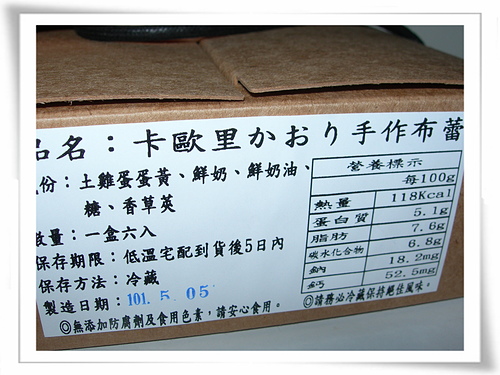 品名：卡歐里かおり手作布蕾
成份：土雞蛋蛋黃、鮮奶、鮮奶油、
糖、香草莢
數量：一盒六入
保存期限：低溫宅配到貨後5日內
保存方法：冷藏
製造日期：101. 5. 05
◎無添加防腐劑及食用色素，請安心食用。
營養標示
每100g
熱量 118Kcal
蛋白質 5.1g
脂肪 7.6g
碳水化合物 6.8g
鈉 18.2mg
鈣 52.5mg
◎請務必冷藏保持絕佳風味。